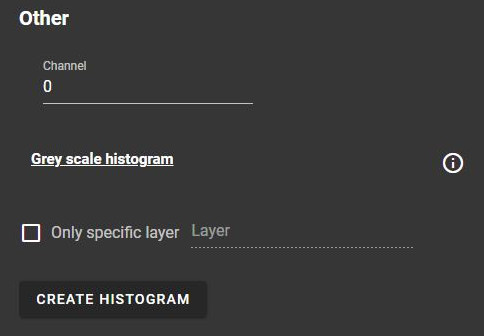 Other
Channel
0
Grey scale histogram
Only specific layer Layer
CREATE HISTOGRAM